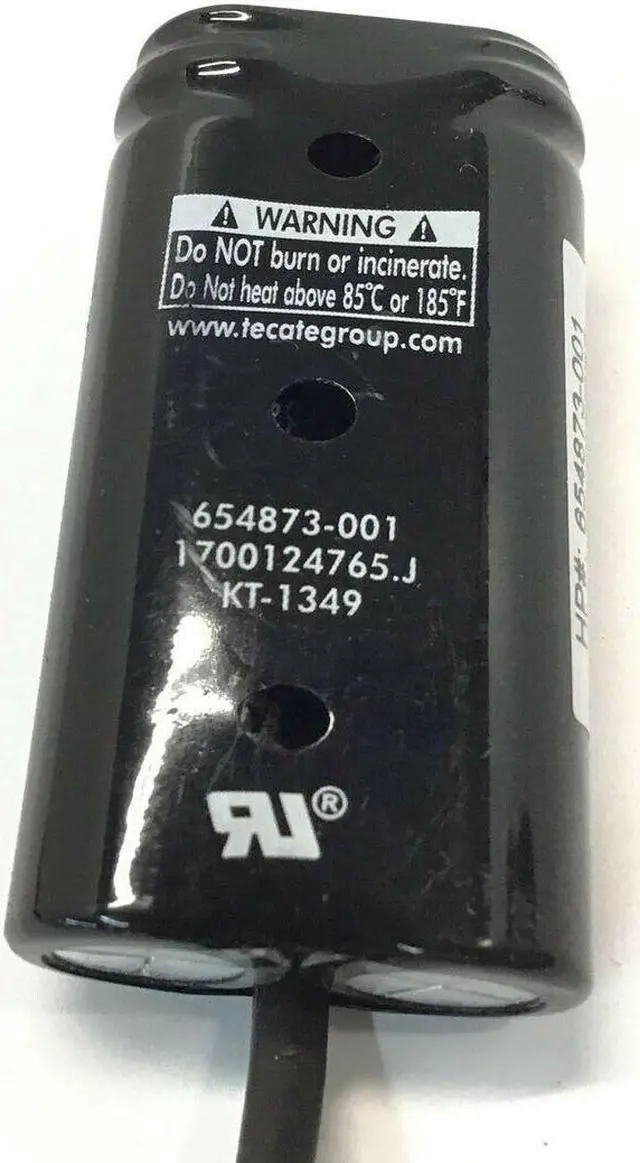 ⚠ WARNING ⚠
Do NOT burn or incinerate.
Do Not heat above 85°C or 185°F
www.tecategroup.com
654873-001
1700124765.J
KT-1349
RU®
HP#: 654873-001